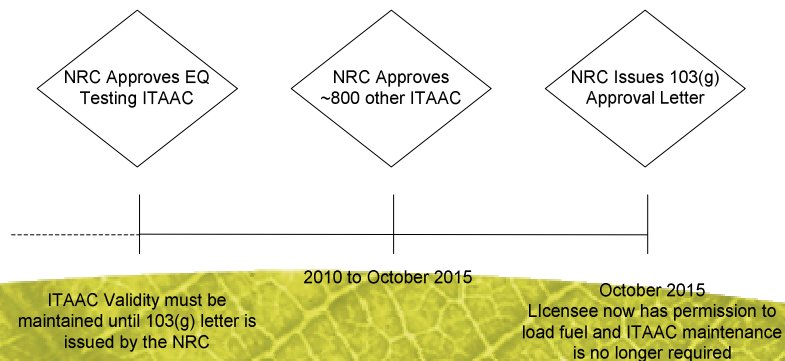 NRC Approves EQ
Testing ITAAC
NRC Approves
~800 other ITAAC
NRC Issues 103(g)
Approval Letter
2010 to October 2015
ITAAC Validity must be
maintained until 103(g) letter is
issued by the NRC
October 2015
LIcensee now has permission to
load fuel and ITAAC maintenance
is no longer required